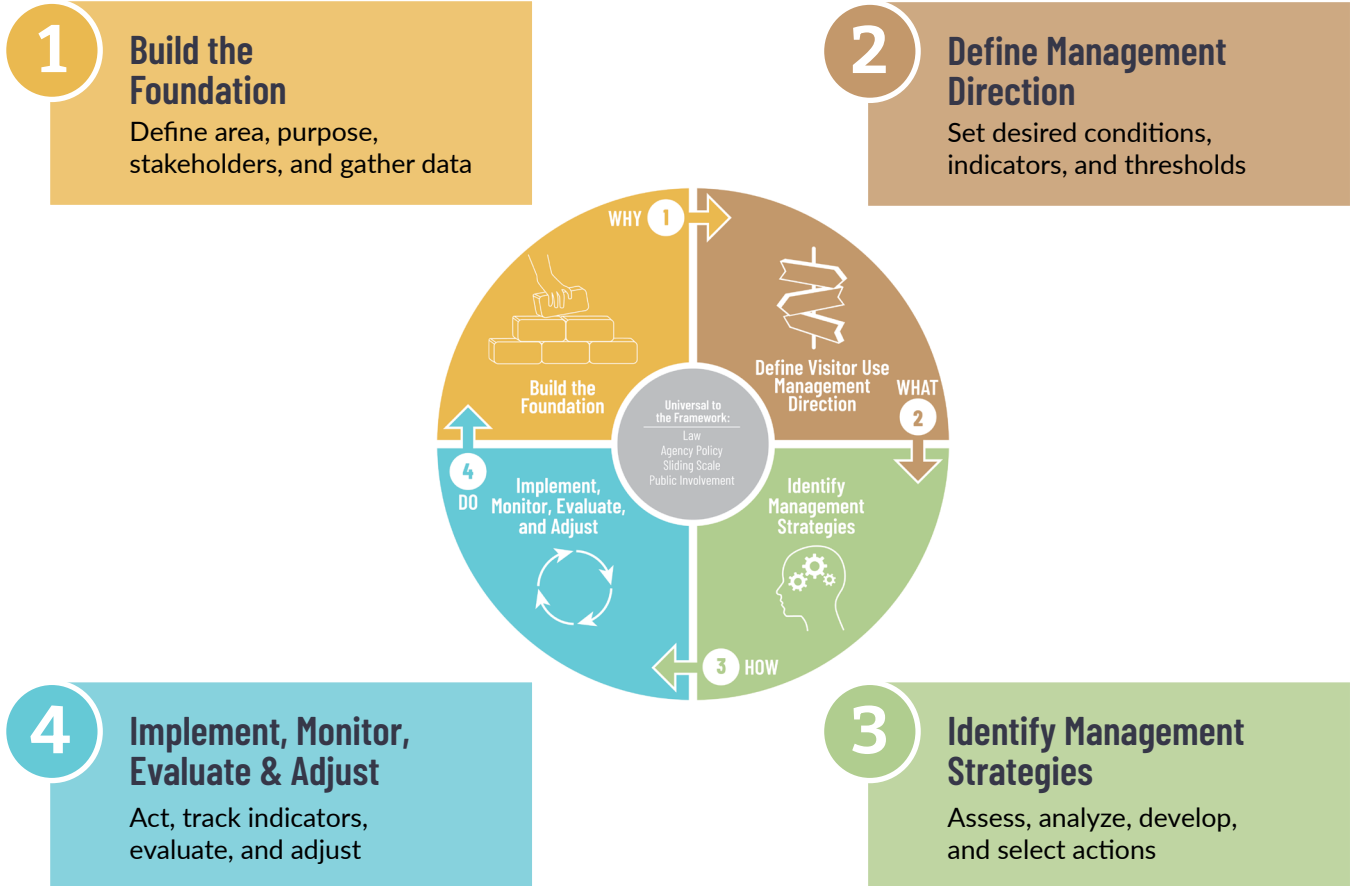 1
Build the
Foundation
Define area, purpose,
stakeholders, and gather data
2
Define Management
Direction
Set desired conditions,
indicators, and thresholds
WHY 1
Build the
Foundation
Define Visitor Use
Management
Direction
WHAT
2
Universal to
the Framework:
Law
Agency Policy
Sliding Scale
Public Involvement
4
DO
Implement,
Monitor, Evaluate,
and Adjust
Identify
Management
Strategies
3 HOW
4
Implement, Monitor,
Evaluate & Adjust
Act, track indicators,
evaluate, and adjust
3
Identify Management
Strategies
Assess, analyze, develop,
and select actions